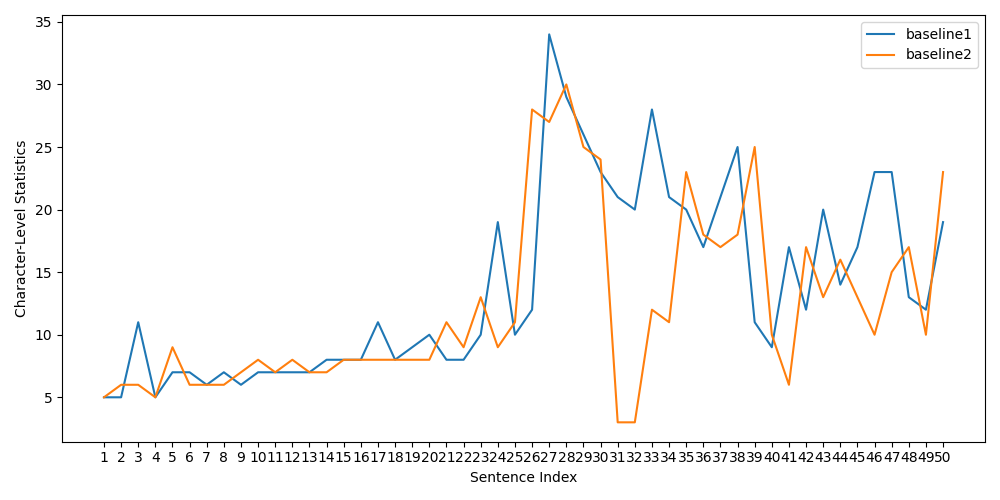 35
30
25
20
15
10
5
Character-Level Statistics
baseline1
baseline2
1 2 3 4 5 6 7 8 9 10 11 12 13 14 15 16 17 18 19 20 21 22 23 24 25 26 27 28 29 30 31 32 33 34 35 36 37 38 39 40 41 42 43 44 45 46 47 48 49 50
Sentence Index